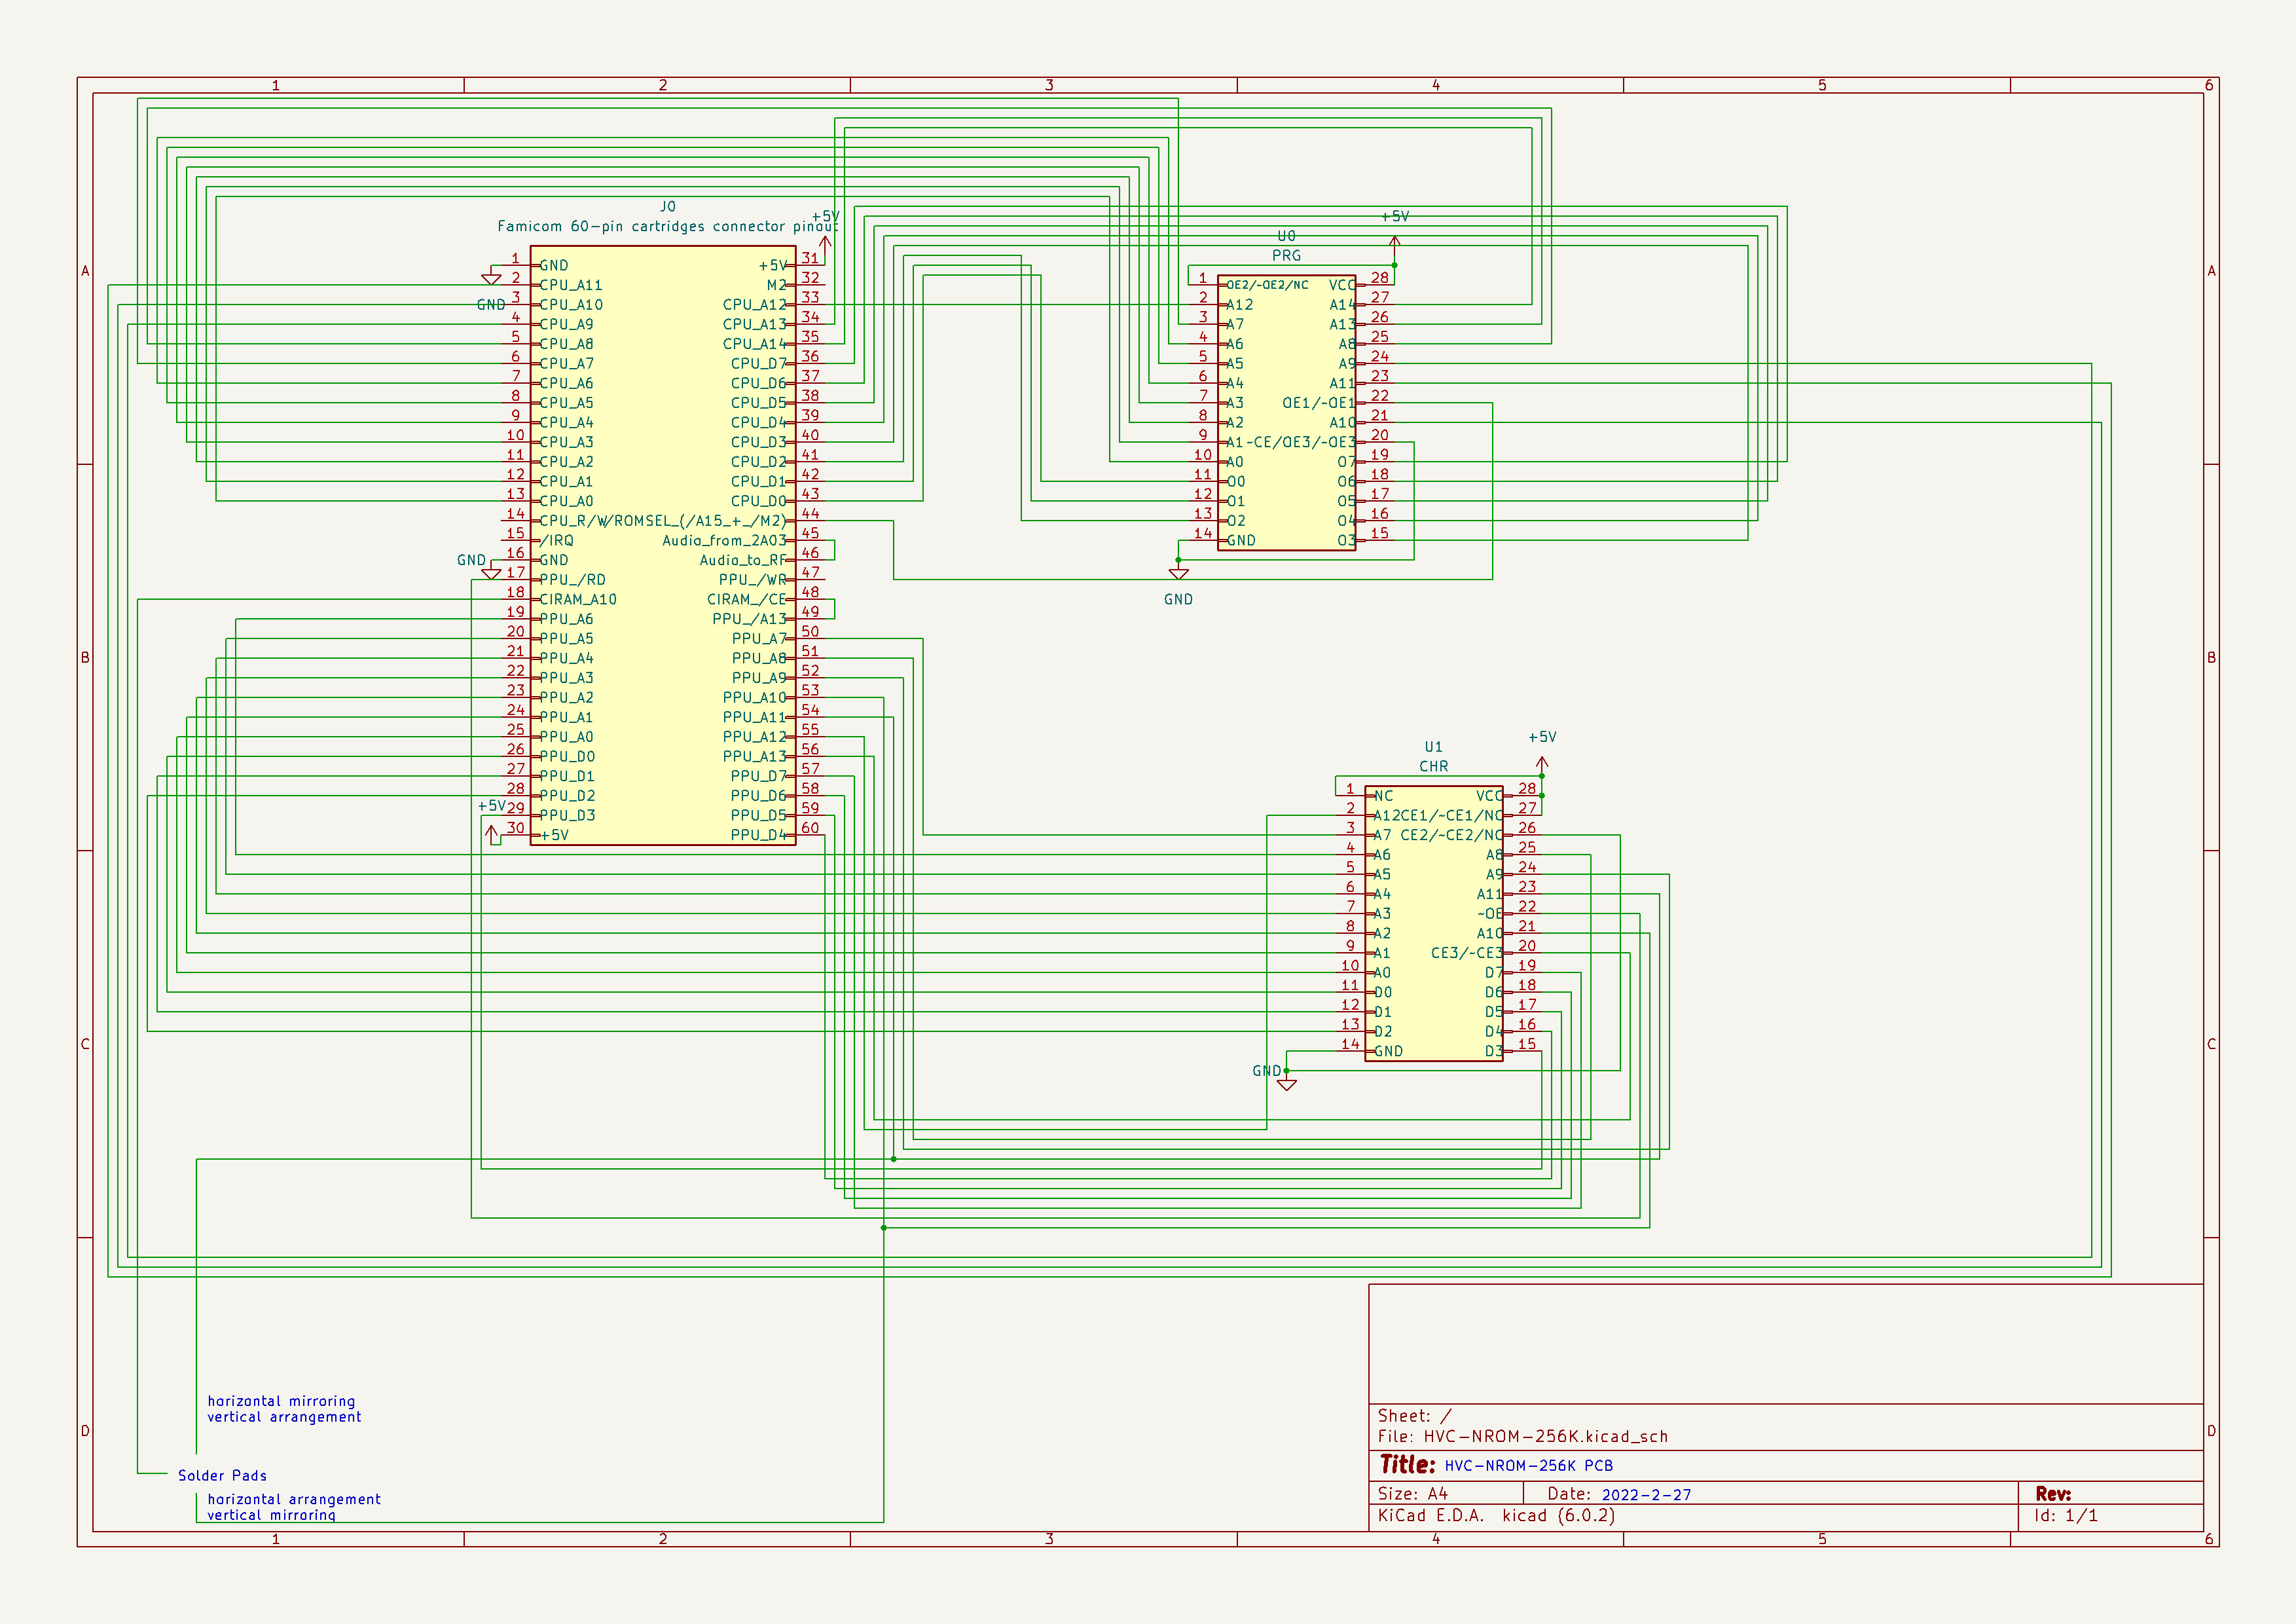 1 2 3 4 5 6
A
B
C
D
J0
Famicom 60-pin cartridges connector pinout
+5V
1 GND +5V 31
2 CPU_A11 M2 32
GND
3 CPU_A10 CPU_A12 33
4 CPU_A9 CPU_A13 34
5 CPU_A8 CPU_A14 35
6 CPU_A7 CPU_D7 36
7 CPU_A6 CPU_D6 37
8 CPU_A5 CPU_D5 38
9 CPU_A4 CPU_D4 39
10 CPU_A3 CPU_D3 40
11 CPU_A2 CPU_D2 41
12 CPU_A1 CPU_D1 42
13 CPU_A0 CPU_D0 43
14 CPU_R/W/ROMSEL_(/A15_+_/M2) 44
15 /IRQ Audio_from_2A03 45
GND
16 GND Audio_to_RF 46
17 PPU_/RD PPU_/WR 47
18 CIRAM_A10 CIRAM_/CE 48
19 PPU_A6 PPU_/A13 49
20 PPU_A5 PPU_A7 50
21 PPU_A4 PPU_A8 51
22 PPU_A3 PPU_A9 52
23 PPU_A2 PPU_A10 53
24 PPU_A1 PPU_A11 54
25 PPU_A0 PPU_A12 55
26 PPU_D0 PPU_A13 56
27 PPU_D1 PPU_D7 57
28 PPU_D2 PPU_D6 58
+5V
29 PPU_D3 PPU_D5 59
30 +5V PPU_D4 60
+5V
U0
PRG
1 OE2/~OE2/NC VCC 28
2 A12 A14 27
3 A7 A13 26
4 A6 A8 25
5 A5 A9 24
6 A4 A11 23
7 A3 OE1/~OE1 22
8 A2 A10 21
9 A1 ~CE/OE3/~OE3 20
10 A0 O7 19
11 O0 O6 18
12 O1 O5 17
13 O2 O4 16
14 GND O3 15
GND
+5V
U1
CHR
1 NC VCC 28
2 A12 CE1/~CE1/NC 27
3 A7 CE2/~CE2/NC 26
4 A6 A8 25
5 A5 A9 24
6 A4 A11 23
7 A3 ~OE 22
8 A2 A10 21
9 A1 CE3/~CE3 20
10 A0 D7 19
11 D0 D6 18
12 D1 D5 17
13 D2 D4 16
14 GND D3 15
GND
horizontal mirroring
vertical arrangement
Solder Pads
horizontal arrangement
vertical mirroring
Sheet: /
File: HVC-NROM-256K.kicad_sch
Title: HVC-NROM-256K PCB
Size: A4 Date: 2022-2-27 Rev:
KiCad E.D.A. kicad (6.0.2) Id: 1/1
A
B
C
D
1 2 3 4 5 6